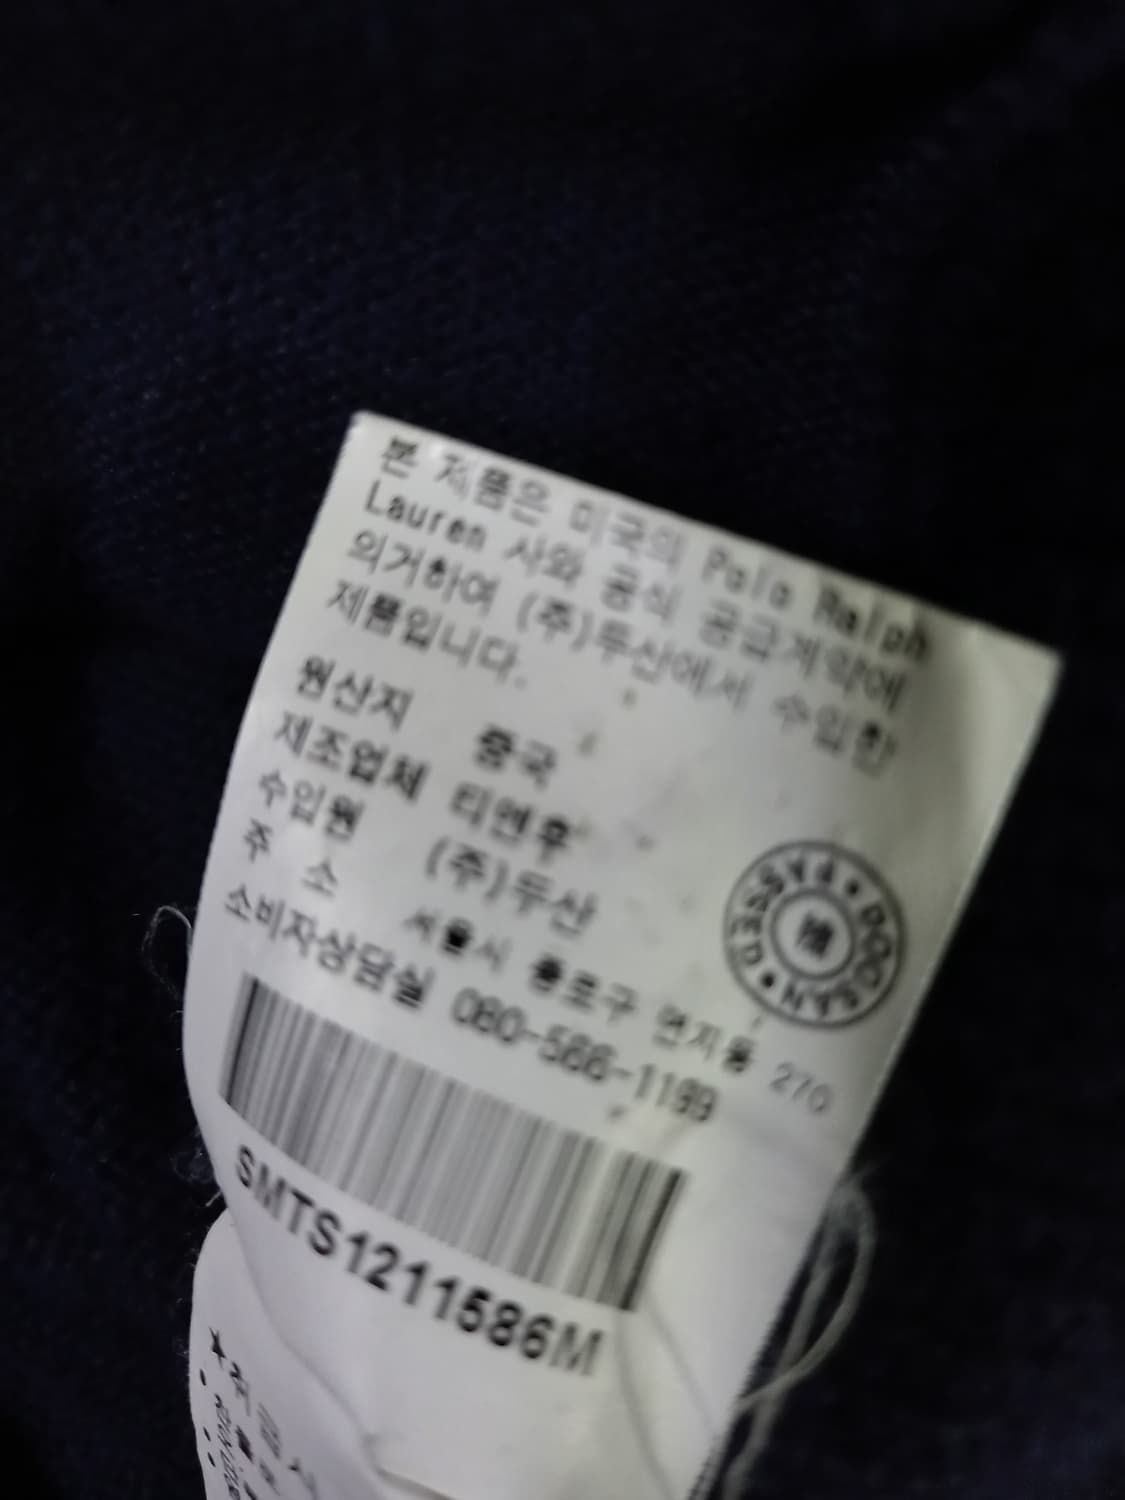 본 제품은 미국의 Polo Ralph
Lauren 사와 공식 공급계약에
의거하여 (주)두산에서 수입한
제품입니다.
원산지 중국
제조업체 티엔후
수입원 (주)두산
주 소 서울시 종로구 연지동 270
소비자상담실 080-566-1199
DOOSAN • PASSED •
SMTS1211586M